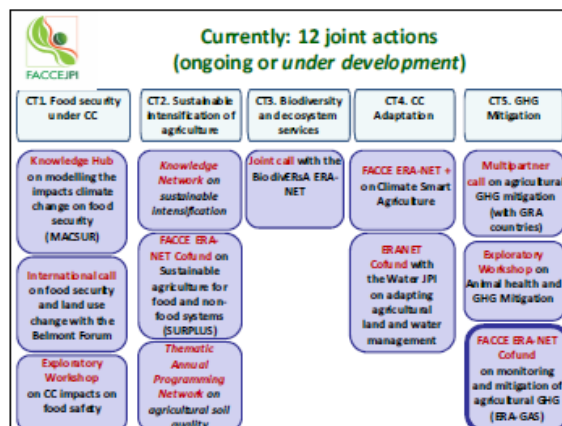 FACCEJPI
Currently: 12 joint actions
(ongoing or under development)
CT1. Food security
under CC
CT2. Sustainable
intensification of
agriculture
CT3. Biodiversity
and ecosystem
services
CT4. CC
Adaptation
CT5. GHG
Mitigation
Knowledge Hub
on modelling the
impacts climate
change on food
security
(MACSUR)
International call
on food security
and land use
change with the
Belmont Forum
Exploratory
Workshop
on CC impacts on
food safety
Knowledge
Network on
sustainable
intensification
FACCE ERA-
NET Cofund on
Sustainable
agriculture for
food and non-
food systems
(SURPLUS)
Thematic
Annual
Programming
Network on
agricultural soil
quality
Joint call with the
BiodivERsA ERA-
NET
FACCE ERA-NET +
on Climate Smart
Agriculture
ERANET
Cofund with
the Water JPI
on adapting
agricultural
land and water
management
Multipartner
call on agricultural
GHG mitigation
(with GRA
countries)
Exploratory
Workshop on
Animal health and
GHG Mitigation
FACCE ERA-NET
Cofund
on monitoring
and mitigation of
agricultural GHG
(ERA-GAS)